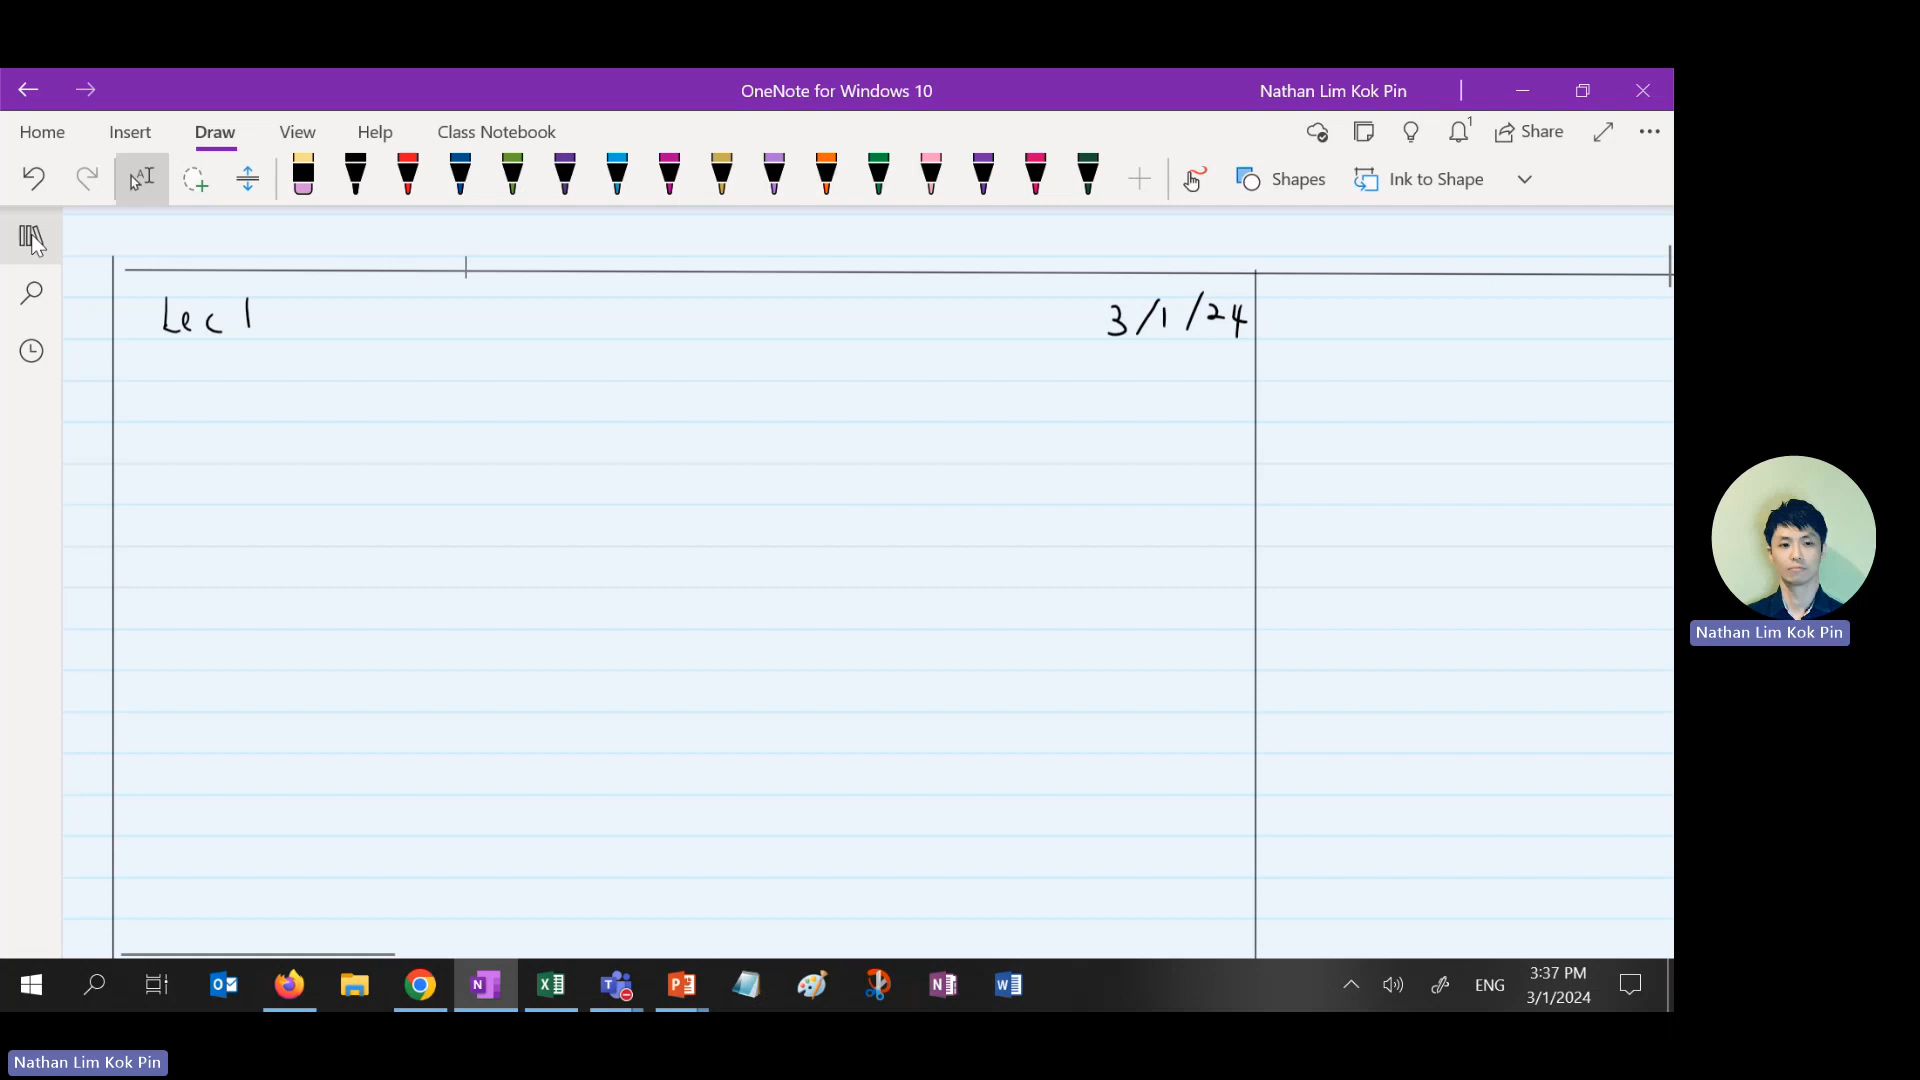 OneNote for Windows 10
Nathan Lim Kok Pin
Home Insert Draw View Help Class Notebook
1
Share
Shapes
Ink to Shape
Lec 1
3/1/24
Nathan Lim Kok Pin
ENG
3:37 PM
3/1/2024
Nathan Lim Kok Pin